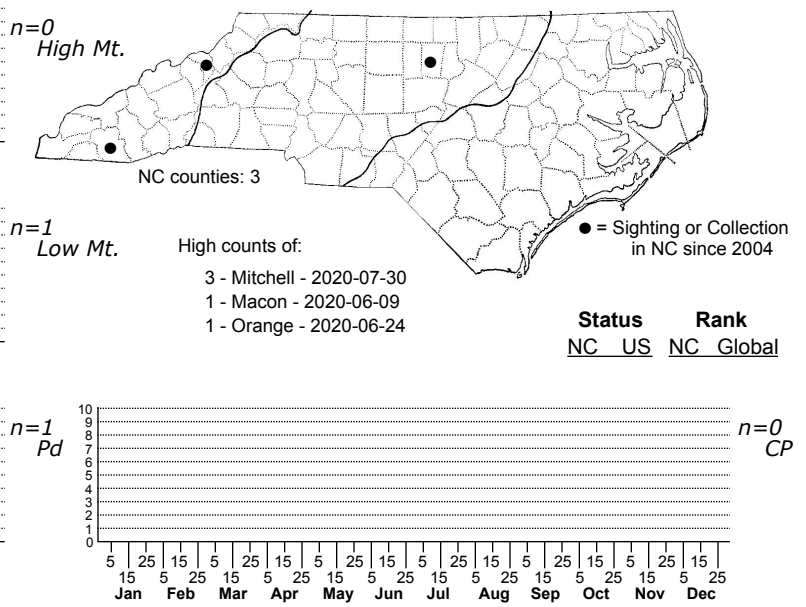 n=0
High Mt.
NC counties: 3
n=1
Low Mt.
High counts of:
3 - Mitchell - 2020-07-30
1 - Macon - 2020-06-09
1 - Orange - 2020-06-24
● = Sighting or Collection
in NC since 2004
Status Rank
NC US NC Global
n=1
Pd
10
9
8
7
6
5
4
3
2
1
0
n=0
CP
5 25 15 5 25 15 5 25 15 5 25 15 5 25 15 5 25 15
15 5 25 15 5 25 15 5 25 15 5 25 15 5 25 15 5 25
Jan Feb Mar Apr May Jun Jul Aug Sep Oct Nov Dec